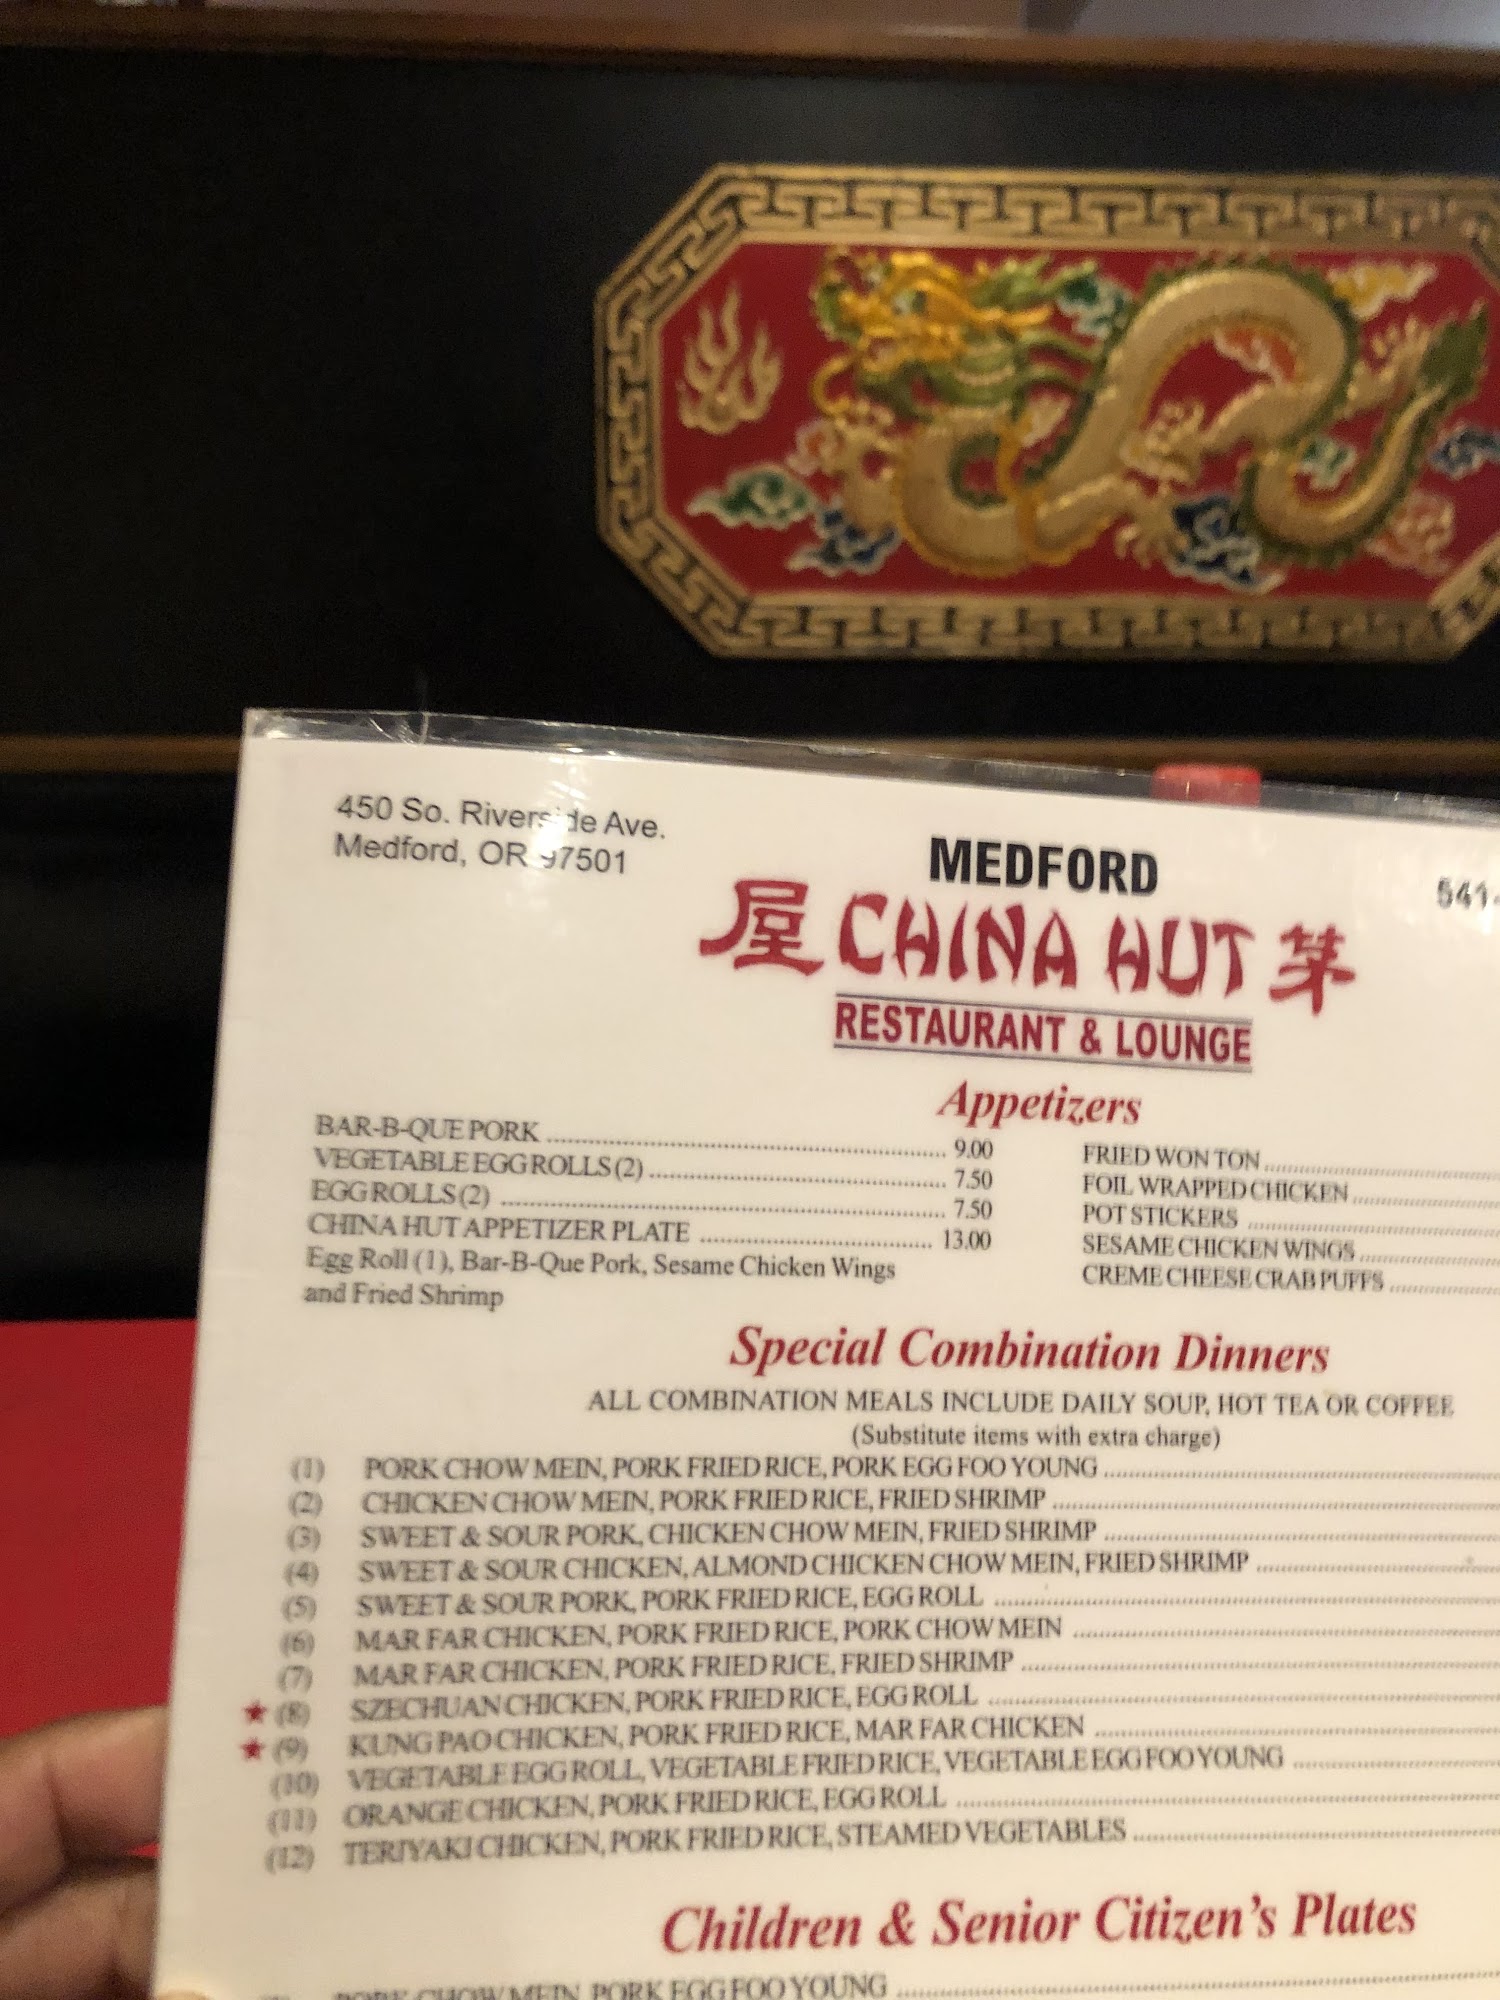 450 So. Riverside Ave.
Medford, OR 97501
MEDFORD
541-
屋 CHINA HUT 茅
RESTAURANT & LOUNGE
Appetizers
BAR-B-QUE PORK 9.00
VEGETABLE EGG ROLLS (2) 7.50
EGG ROLLS (2) 7.50
CHINA HUT APPETIZER PLATE 13.00
Egg Roll (1), Bar-B-Que Pork, Sesame Chicken Wings
and Fried Shrimp
FRIED WON TON
FOIL WRAPPED CHICKEN
POT STICKERS
SESAME CHICKEN WINGS
CREME CHEESE CRAB PUFFS
Special Combination Dinners
ALL COMBINATION MEALS INCLUDE DAILY SOUP, HOT TEA OR COFFEE
(Substitute items with extra charge)
(1) PORK CHOW MEIN, PORK FRIED RICE, PORK EGG FOO YOUNG
(2) CHICKEN CHOW MEIN, PORK FRIED RICE, FRIED SHRIMP
(3) SWEET & SOUR PORK, CHICKEN CHOW MEIN, FRIED SHRIMP
(4) SWEET & SOUR CHICKEN, ALMOND CHICKEN CHOW MEIN, FRIED SHRIMP
(5) SWEET & SOUR PORK, PORK FRIED RICE, EGG ROLL
(6) MAR FAR CHICKEN, PORK FRIED RICE, PORK CHOW MEIN
(7) MAR FAR CHICKEN, PORK FRIED RICE, FRIED SHRIMP
★ (8) SZECHUAN CHICKEN, PORK FRIED RICE, EGG ROLL
★ (9) KUNG PAO CHICKEN, PORK FRIED RICE, MAR FAR CHICKEN
(10) VEGETABLE EGG ROLL, VEGETABLE FRIED RICE, VEGETABLE EGG FOO YOUNG
(11) ORANGE CHICKEN, PORK FRIED RICE, EGG ROLL
(12) TERIYAKI CHICKEN, PORK FRIED RICE, STEAMED VEGETABLES
Children & Senior Citizen's Plates
PORK CHOW MEIN, PORK EGG FOO YOUNG